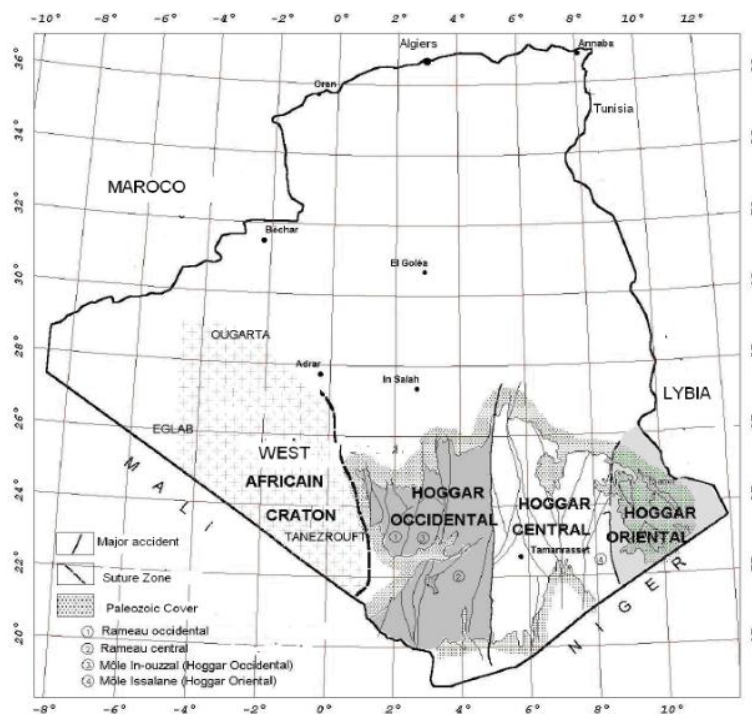 -10° -8° -6° -4° -2° 0° 2° 4° 6° 8° 10° 12°
36°
Algiers
Annaba
Oran
Tunisia
34°
MAROCO
32°
Béchar
30°
El Goléa
OUGARTA
28°
Adrar
In Salah
LYBIA
26°
EGLAB
WEST
AFRICAIN
CRATON
TANEZROUFT
HOGGAR
OCCIDENTAL
HOGGAR
CENTRAL
HOGGAR
ORIENTAL
Tamanrasset
MALI
NIGER
24°
22°
20°
1
3
2
4
Major accident
Suture Zone
Paleozoic Cover
① Rameau occidental
② Rameau central
③ Môle In-ouzzal (Hoggar Occidental)
④ Môle Issalane (Hoggar Oriental)
-6° -4° -2° 0° 2° 4° 6° 8° 10°